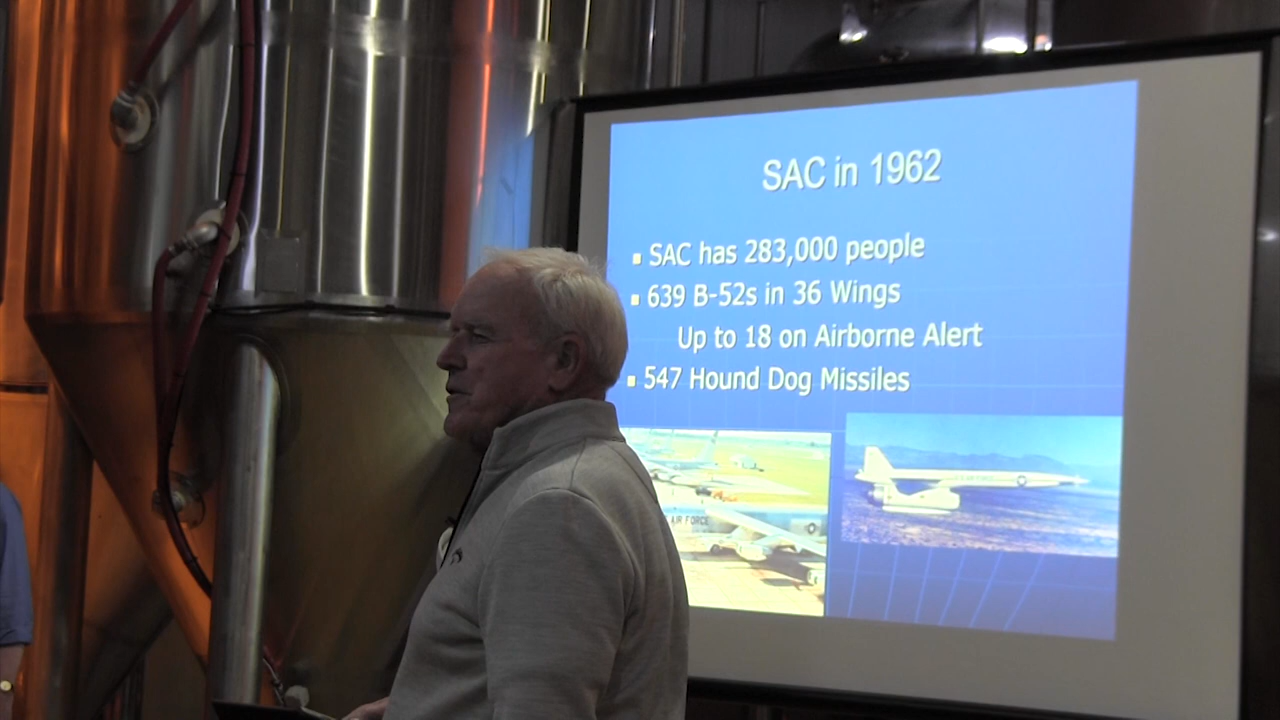 SAC in 1962
SAC has 283,000 people
639 B-52s in 36 Wings
Up to 18 on Airborne Alert
547 Hound Dog Missiles
AIR FORCE